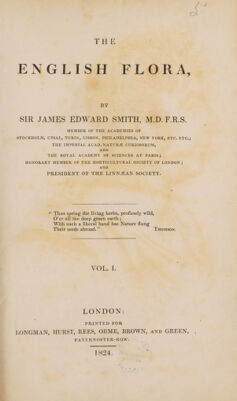 THE
ENGLISH FLORA,
BY
SIR JAMES EDWARD SMITH, M.D. F.R.S.
MEMBER OF THE ACADEMIES OF
STOCKHOLM, UPSAL, TURIN, LISBON, PHILADELPHIA, NEW YORK, ETC. ETC.;
THE IMPERIAL ACAD. NATURÆ CURIOSORUM,
AND
THE ROYAL ACADEMY OF SCIENCES AT PARIS;
HONORARY MEMBER OF THE HORTICULTURAL SOCIETY OF LONDON;
AND
PRESIDENT OF THE LINNÆAN SOCIETY.
"Then spring the living herbs, profusely wild,
O'er all the deep green earth;
With such a liberal hand has Nature flung
Their seeds abroad." THOMSON.
VOL. I.
LONDON:
PRINTED FOR
LONGMAN, HURST, REES, ORME, BROWN, AND GREEN,
PATERNOSTER-ROW.
1824.